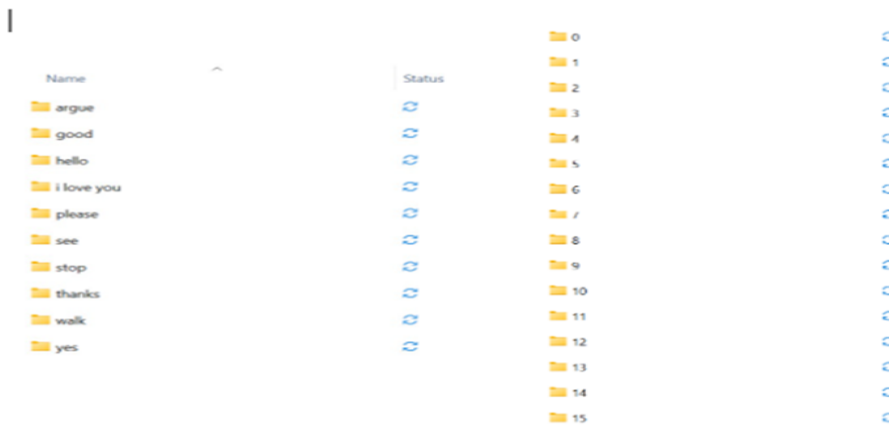 Name Status
argue
good
hello
i love you
please
see
stop
thanks
walk
yes
0
1
2
3
4
5
6
7
8
9
10
11
12
13
14
15